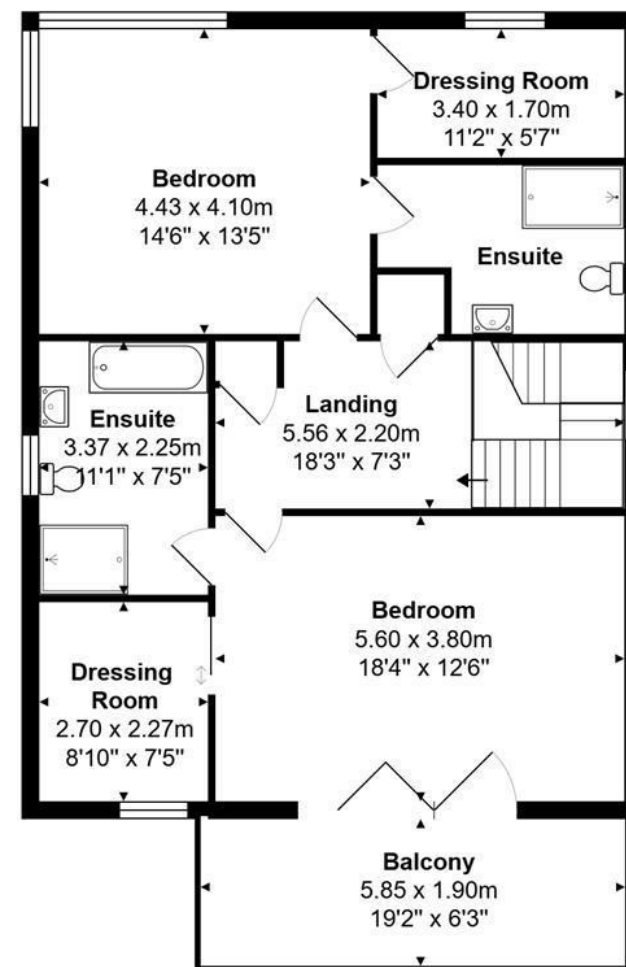 Dressing Room
3.40 x 1.70m
11'2" x 5'7"
Bedroom
4.43 x 4.10m
14'6" x 13'5"
Ensuite
Ensuite
3.37 x 2.25m
11'1" x 7'5"
Landing
5.56 x 2.20m
18'3" x 7'3"
Bedroom
5.60 x 3.80m
18'4" x 12'6"
Dressing
Room
2.70 x 2.27m
8'10" x 7'5"
Balcony
5.85 x 1.90m
19'2" x 6'3"